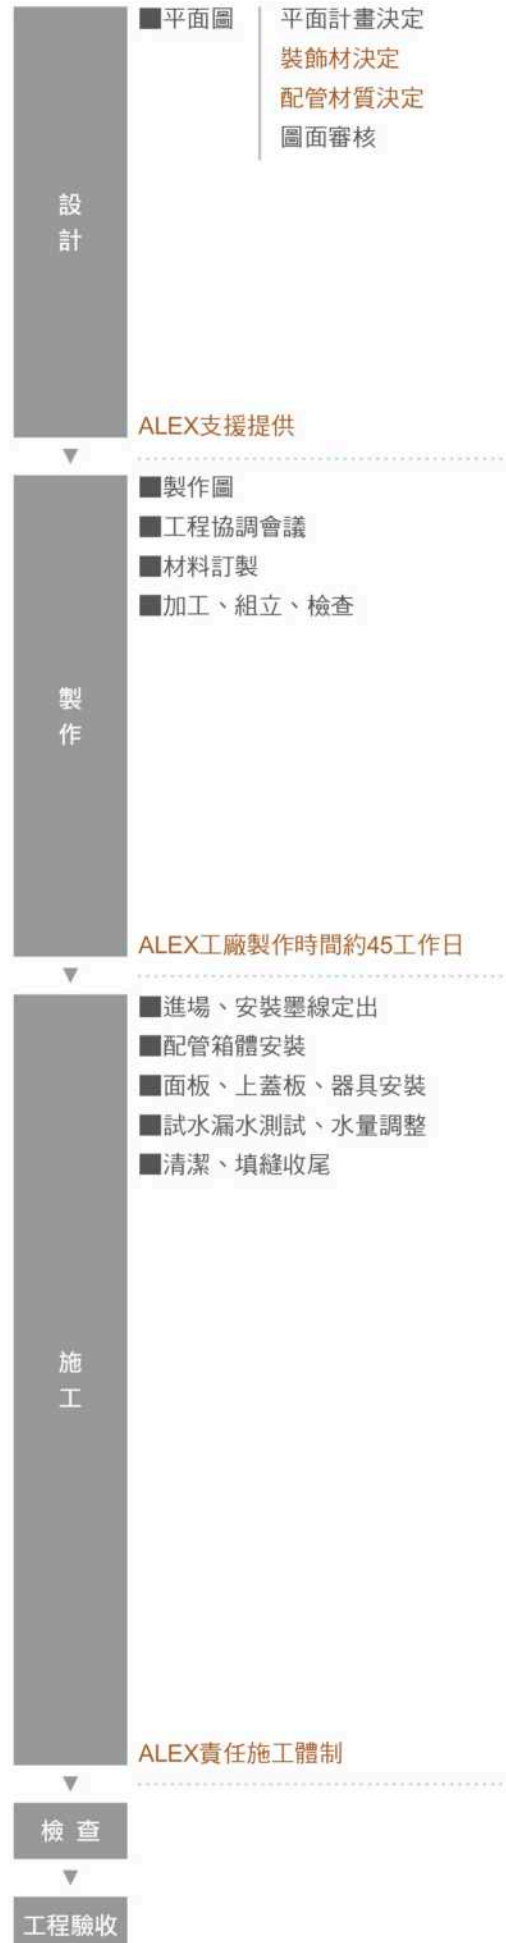 ■平面圖
平面計畫決定
裝飾材決定
配管材質決定
圖面審核
設計
ALEX支援提供
▼
■製作圖
■工程協調會議
■材料訂製
■加工、組立、檢查
製作
ALEX工廠製作時間約45工作日
▼
■進場、安裝墨線定出
■配管箱體安裝
■面板、上蓋板、器具安裝
■試水漏水測試、水量調整
■清潔、填縫收尾
施工
ALEX責任施工體制
▼
檢查
▼
工程驗收